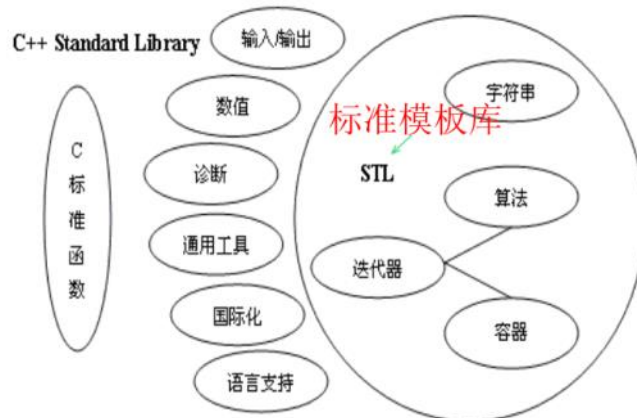 C++ Standard Library
输入/输出
数值
诊断
通用工具
国际化
语言支持
C标准函数
标准模板库
STL
字符串
算法
迭代器
容器